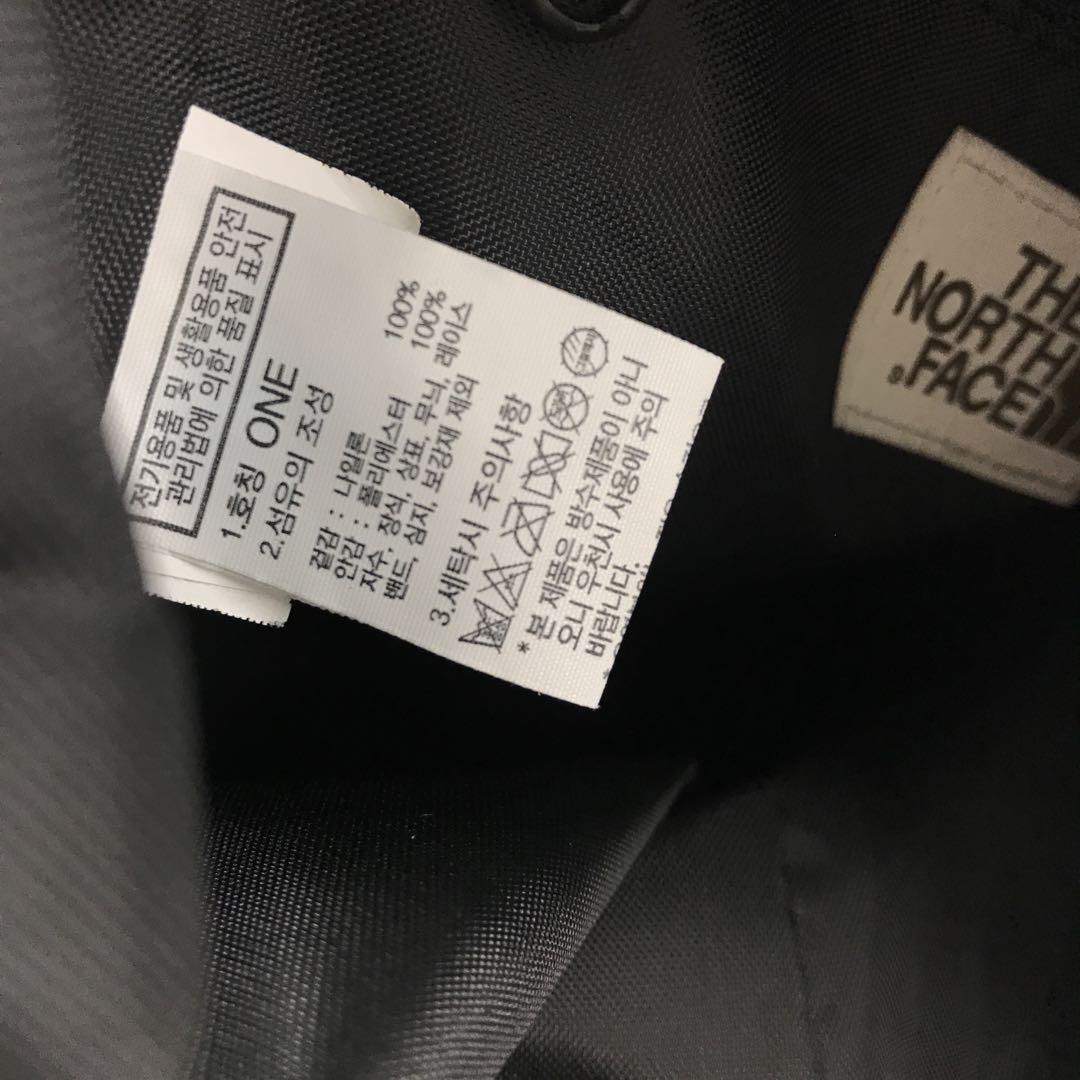 전기용품 및 생활용품 안전
관리법에 의한 품질 표시
1.호칭 ONE
2.섬유의 조성
겉감 : 나일론 100%
안감 : 폴리에스터 100%
자수, 장식, 상표, 무늬, 레이스
밴드, 심지, 보강재 제외
3.세탁시 주의사항
* 본 제품은 방수제품이 아니
오니 우천시 사용에 주의
바랍니다.
THE
NORTH
FACE